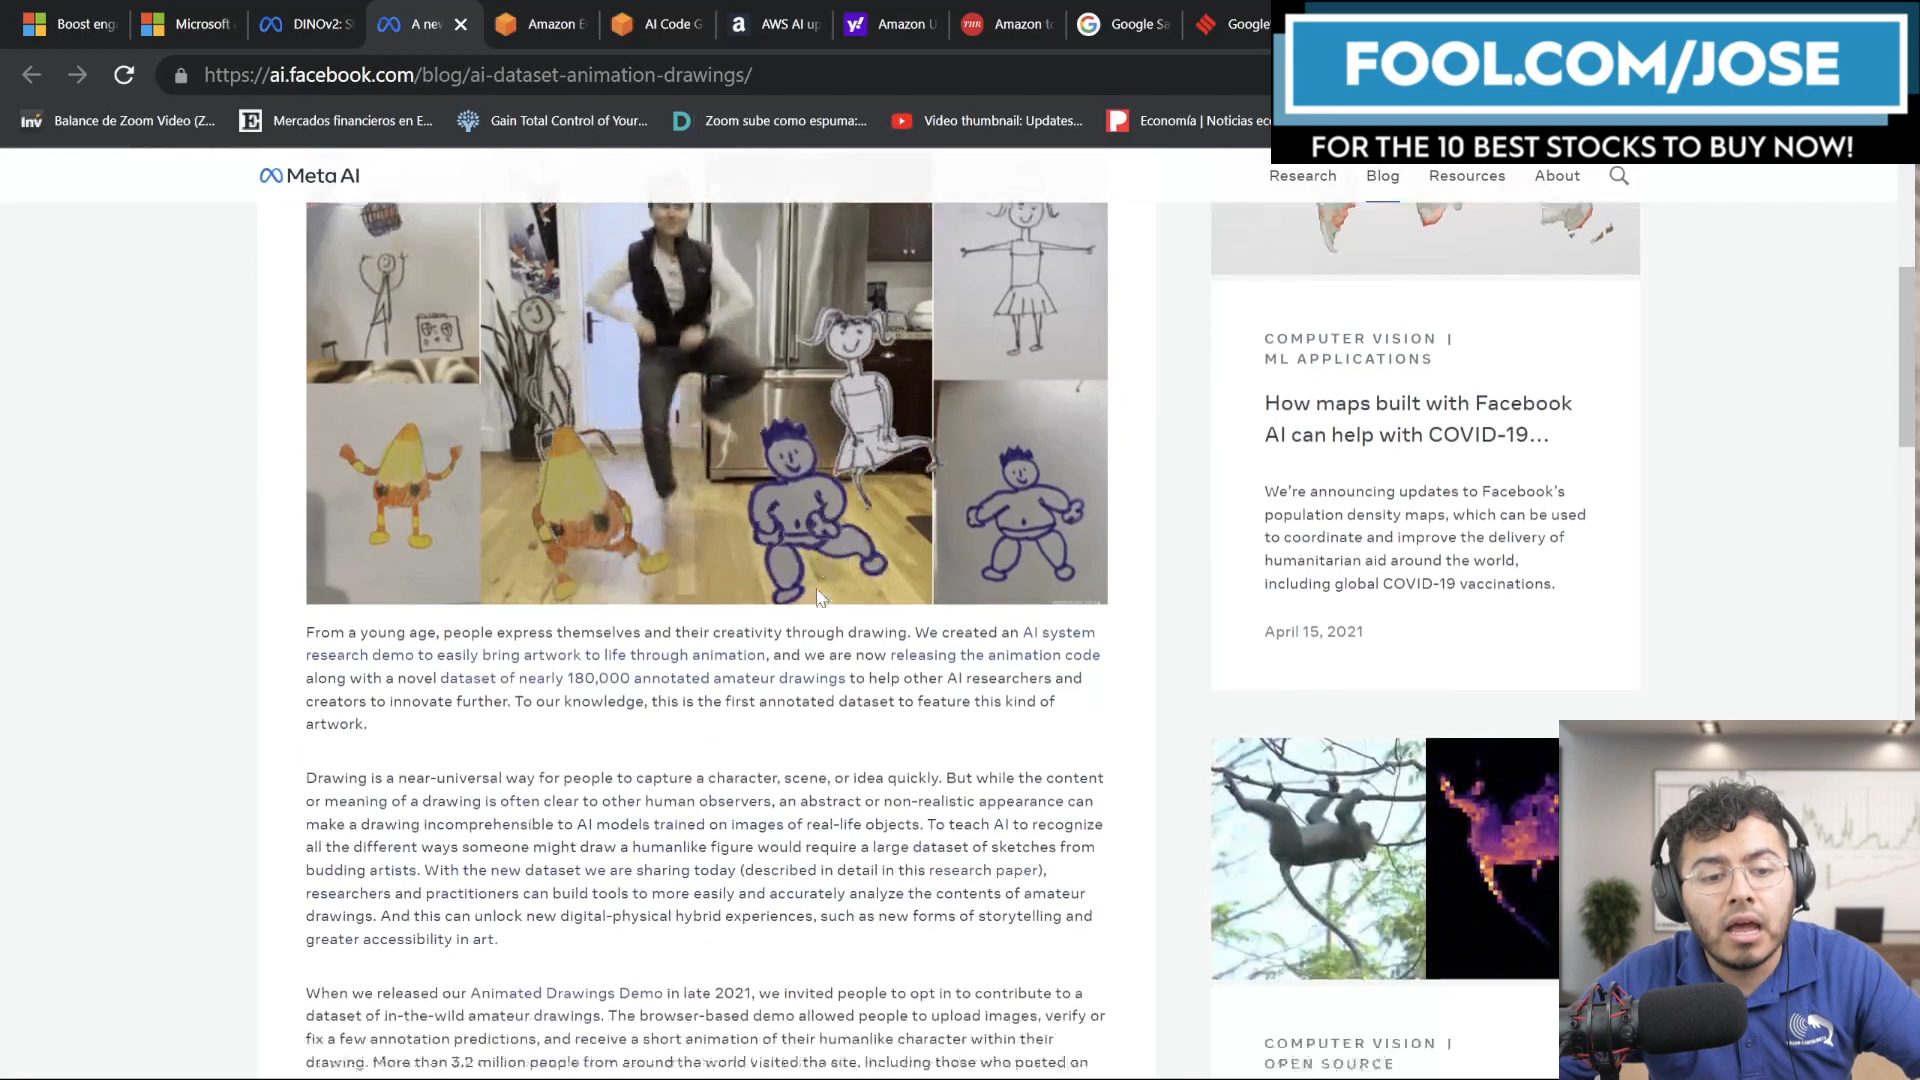 Boost eng
Microsoft
DINOv2: S
A nev
Amazon E
AI Code G
AWS AI up
Amazon U
Amazon to
Google Sa
Google
https://ai.facebook.com/blog/ai-dataset-animation-drawings/
Inv Balance de Zoom Video (Z...
E Mercados financieros en E...
Gain Total Control of Your...
D Zoom sube como espuma:...
Video thumbnail: Updates...
P Economía | Noticias ec
FOOL.COM/JOSE
FOR THE 10 BEST STOCKS TO BUY NOW!
Meta AI
Research Blog Resources About
From a young age, people express themselves and their creativity through drawing. We created an AI system
research demo to easily bring artwork to life through animation, and we are now releasing the animation code
along with a novel dataset of nearly 180,000 annotated amateur drawings to help other AI researchers and
creators to innovate further. To our knowledge, this is the first annotated dataset to feature this kind of
artwork.
Drawing is a near-universal way for people to capture a character, scene, or idea quickly. But while the content
or meaning of a drawing is often clear to other human observers, an abstract or non-realistic appearance can
make a drawing incomprehensible to AI models trained on images of real-life objects. To teach AI to recognize
all the different ways someone might draw a humanlike figure would require a large dataset of sketches from
budding artists. With the new dataset we are sharing today (described in detail in this research paper),
researchers and practitioners can build tools to more easily and accurately analyze the contents of amateur
drawings. And this can unlock new digital-physical hybrid experiences, such as new forms of storytelling and
greater accessibility in art.
When we released our Animated Drawings Demo in late 2021, we invited people to opt in to contribute to a
dataset of in-the-wild amateur drawings. The browser-based demo allowed people to upload images, verify or
fix a few annotation predictions, and receive a short animation of their humanlike character within their
drawing. More than 3.2 million people from around the world visited the site, including those who posted on
COMPUTER VISION |
ML APPLICATIONS
How maps built with Facebook
AI can help with COVID-19...
We're announcing updates to Facebook's
population density maps, which can be used
to coordinate and improve the delivery of
humanitarian aid around the world,
including global COVID-19 vaccinations.
April 15, 2021
COMPUTER VISION |
OPEN SOURCE